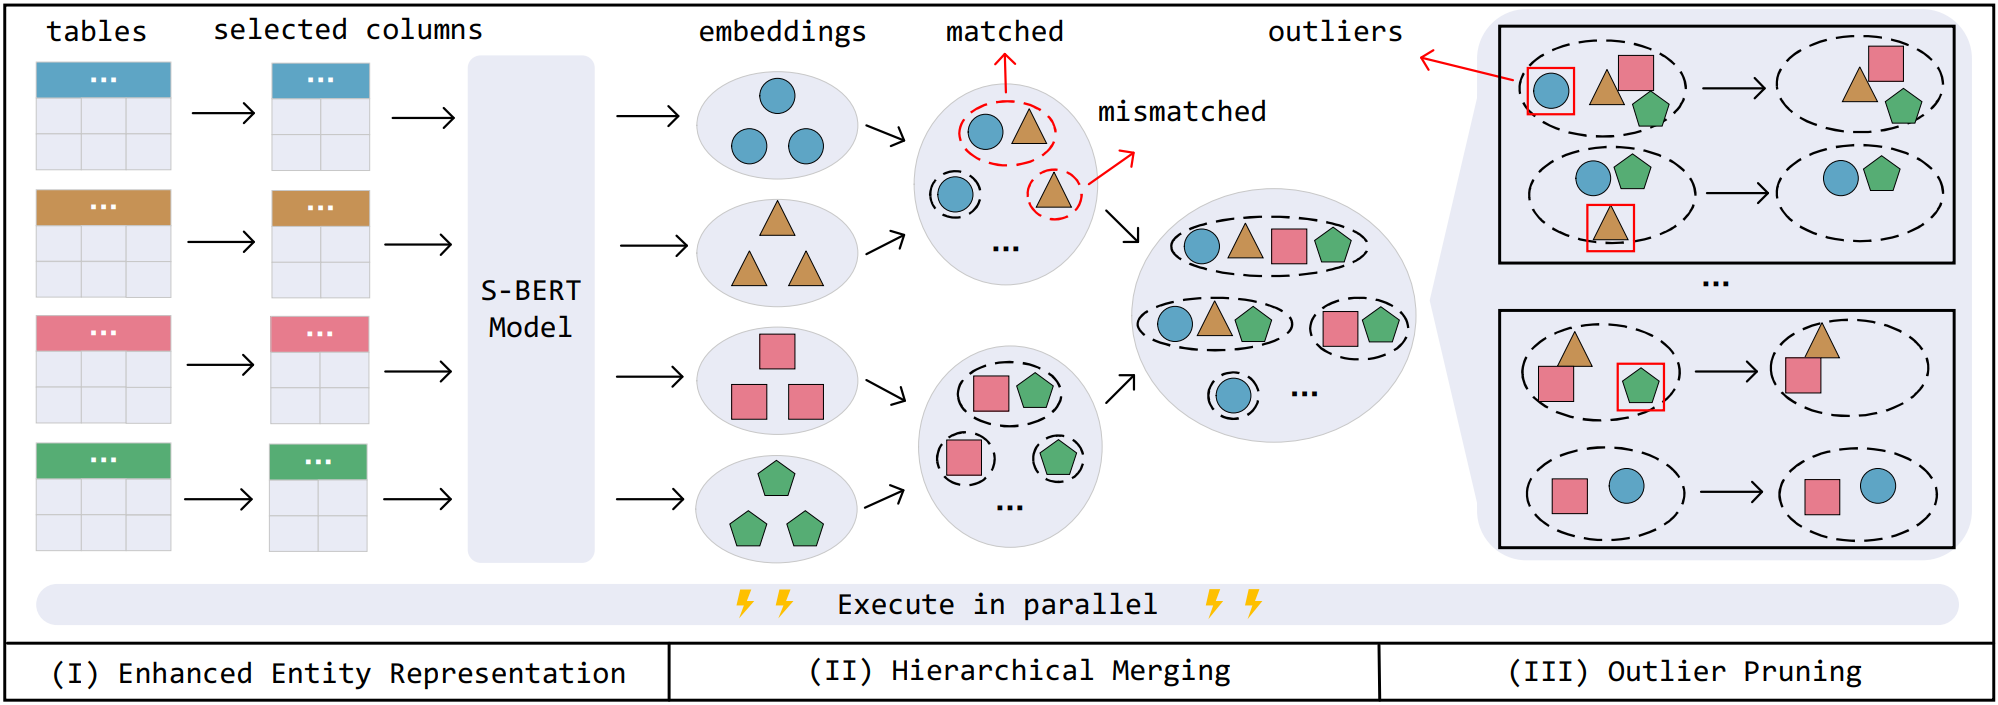 tables
selected columns
embeddings
matched
outliers
mismatched
...
...
...
...
...
...
...
...
S-BERT
Model
...
...
...
...
Execute in parallel
(I) Enhanced Entity Representation
(II) Hierarchical Merging
(III) Outlier Pruning